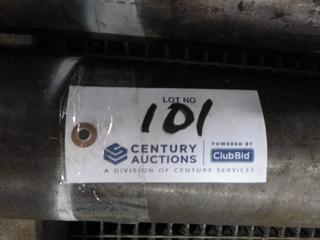 LOT NO
101
CENTURY AUCTIONS
POWERED BY
ClubBid
A DIVISION OF CENTURY SERVICES